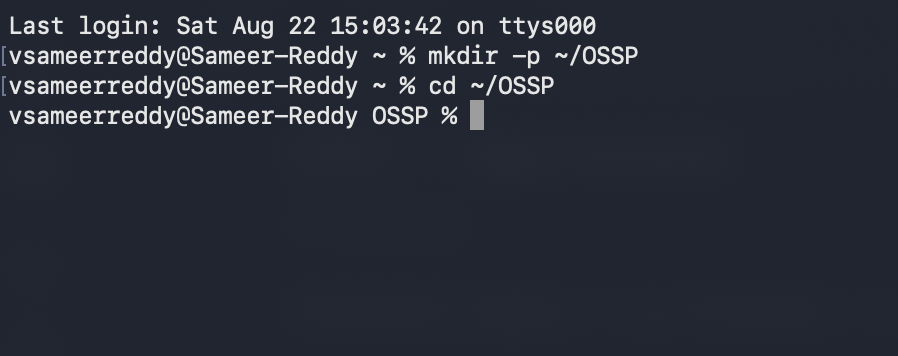 Last login: Sat Aug 22 15:03:42 on ttys000
[vsameerreddy@Sameer-Reddy ~ % mkdir -p ~/OSSP
[vsameerreddy@Sameer-Reddy ~ % cd ~/OSSP
vsameerreddy@Sameer-Reddy OSSP %